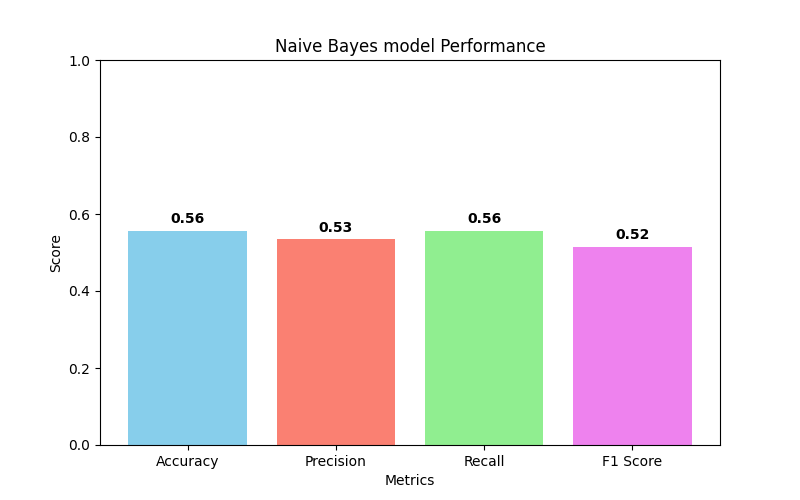 Naive Bayes model Performance
1.0
0.8
0.6
0.4
0.2
0.0
Score
0.56
0.53
0.56
0.52
Accuracy
Precision
Recall
F1 Score
Metrics